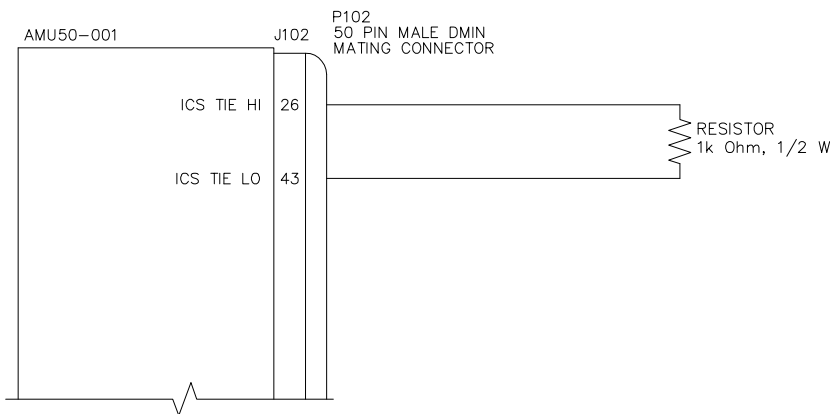 P102
AMU50-001 J102 50 PIN MALE DMIN
MATING CONNECTOR
ICS TIE HI 26
RESISTOR
1k Ohm, 1/2 W
ICS TIE LO 43